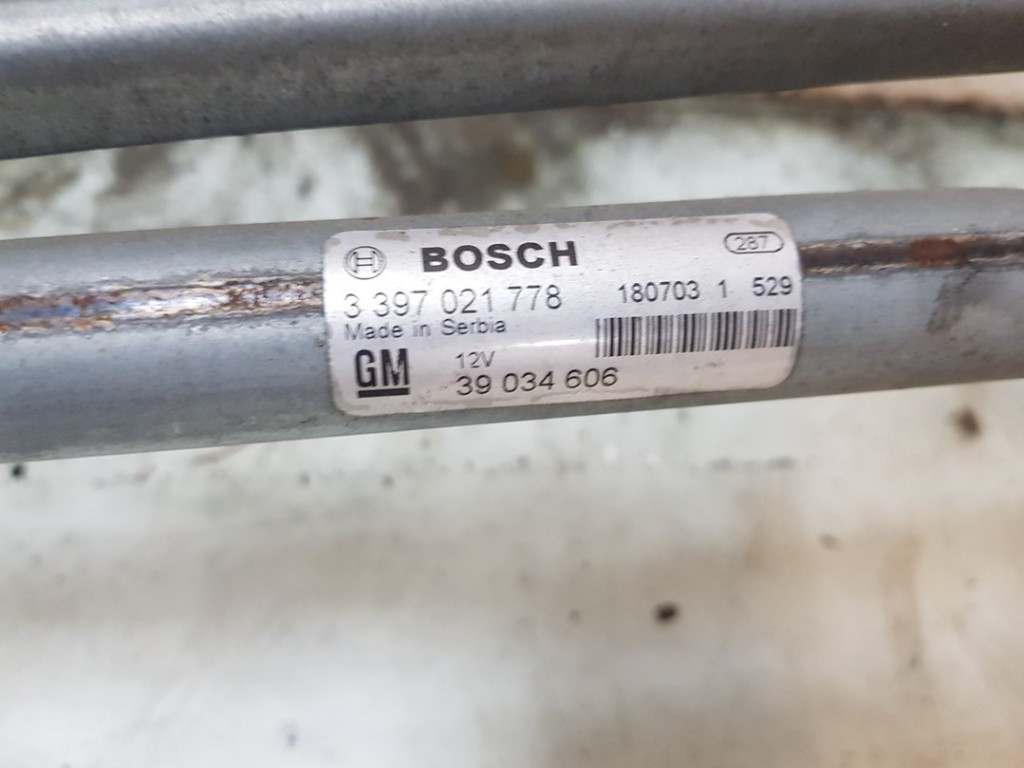 BOSCH 287
3 397 021 778 180703 1 529
Made in Serbia
GM 12V
39 034 606